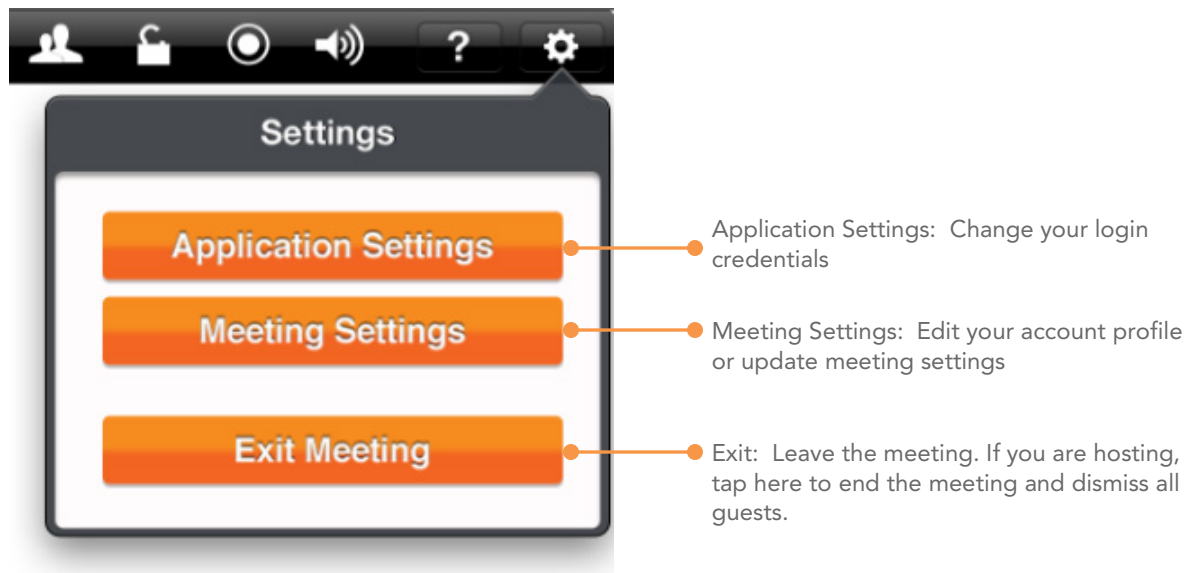 ?
Settings
Application Settings
Application Settings:  Change your login
credentials
Meeting Settings
Meeting Settings:  Edit your account profile
or update meeting settings
Exit Meeting
Exit:  Leave the meeting. If you are hosting,
tap here to end the meeting and dismiss all
guests.